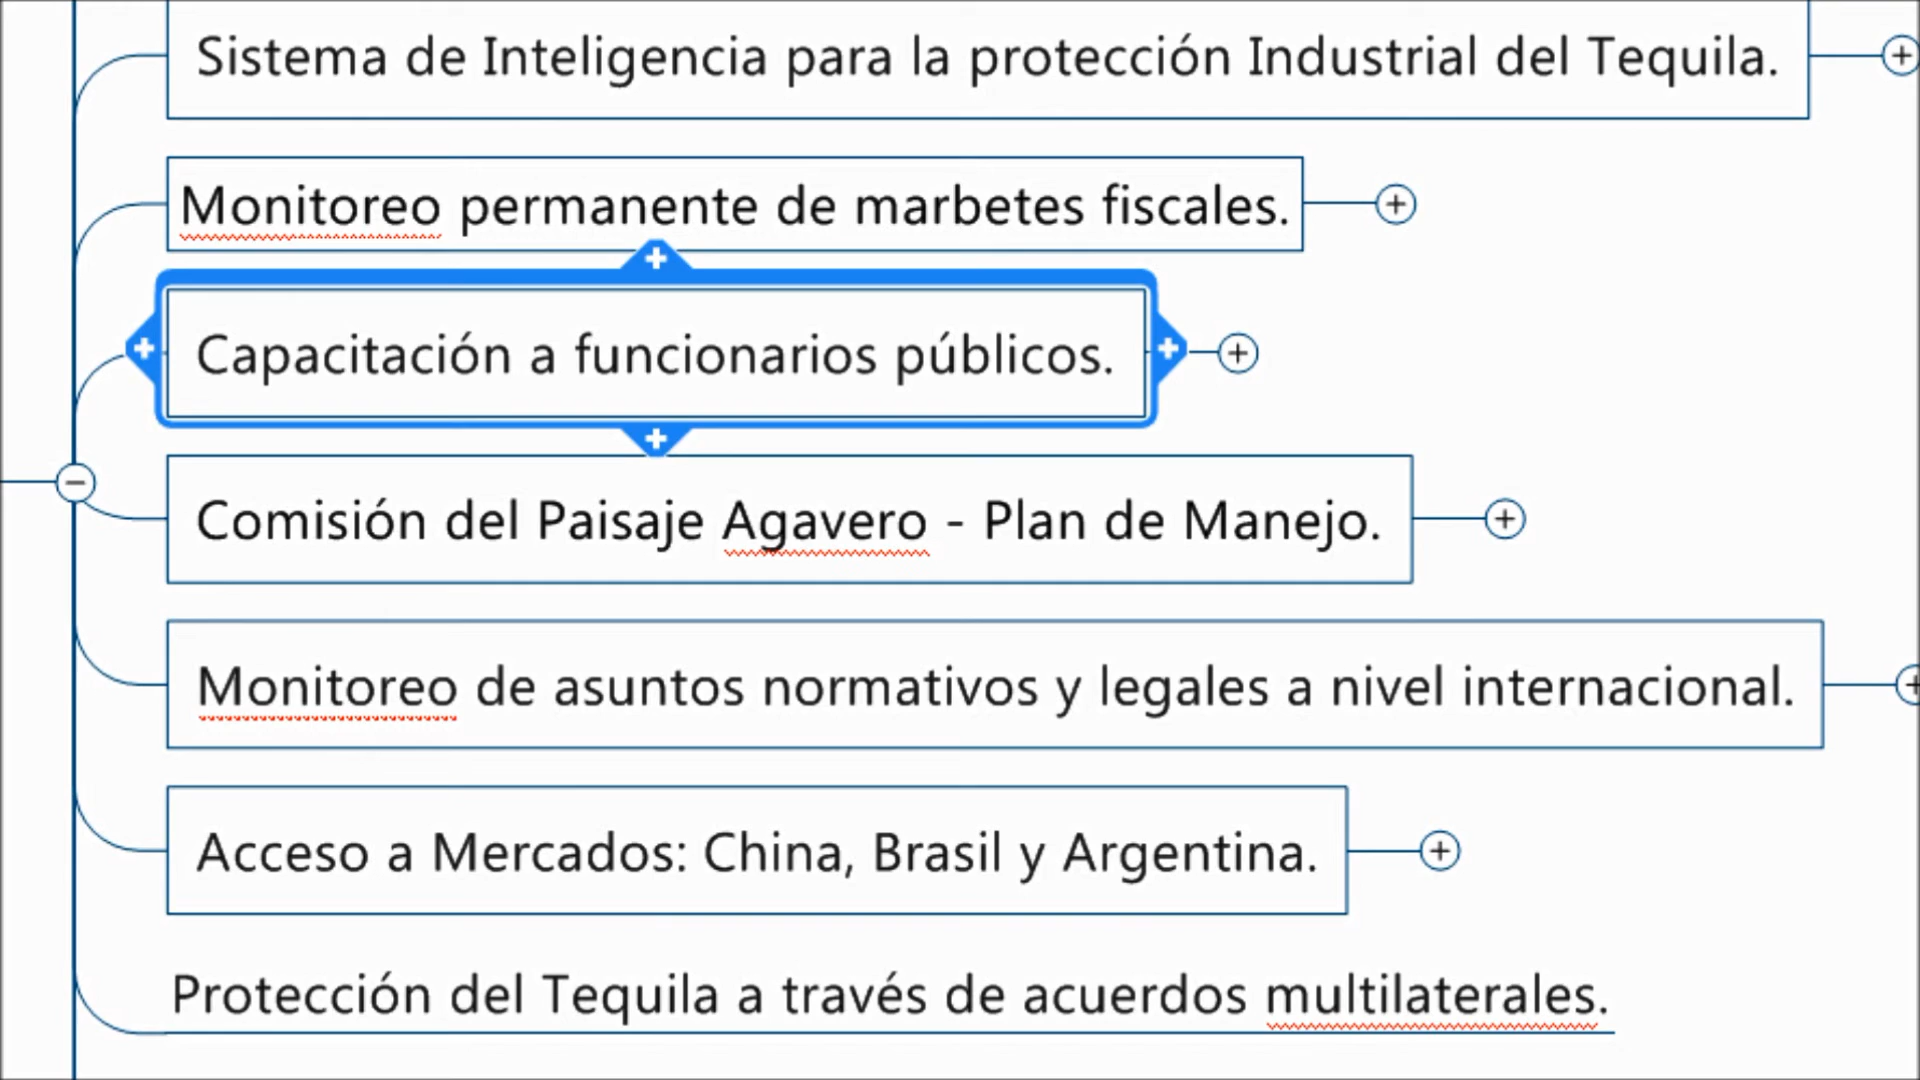 Sistema de Inteligencia para la protección Industrial del Tequila.
Monitoreo permanente de marbetes fiscales.
Capacitación a funcionarios públicos.
Comisión del Paisaje Agavero - Plan de Manejo.
Monitoreo de asuntos normativos y legales a nivel internacional.
Acceso a Mercados: China, Brasil y Argentina.
Protección del Tequila a través de acuerdos multilaterales.